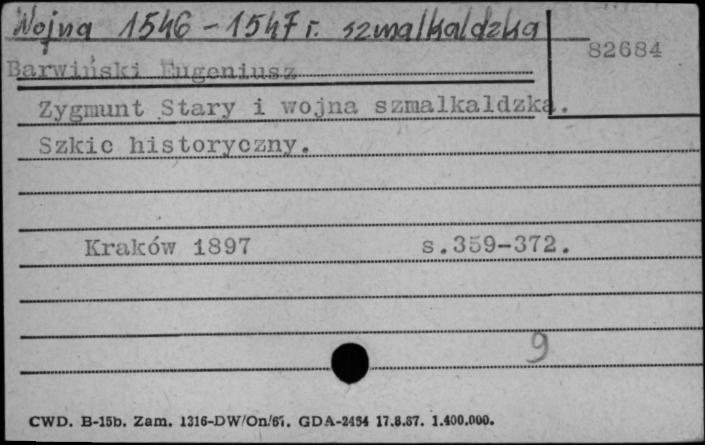 Wojna 1546-1547 r. szmalkaldzka
82684
Barwiński Eugeniusz
Zygmunt Stary i wojna szmalkaldzka.
Szkic historyczny.
Kraków 1897 s.359-372.
9
CWD. B-15b. Zam. 1316-DW/On/67. GDA-2454 17.8.67. 1.400.000.